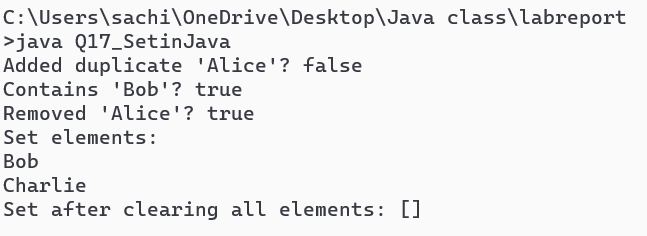 C:\Users\sachi\OneDrive\Desktop\Java class\labreport
>java Q17_SetinJava
Added duplicate 'Alice'? false
Contains 'Bob'? true
Removed 'Alice'? true
Set elements:
Bob
Charlie
Set after clearing all elements: []